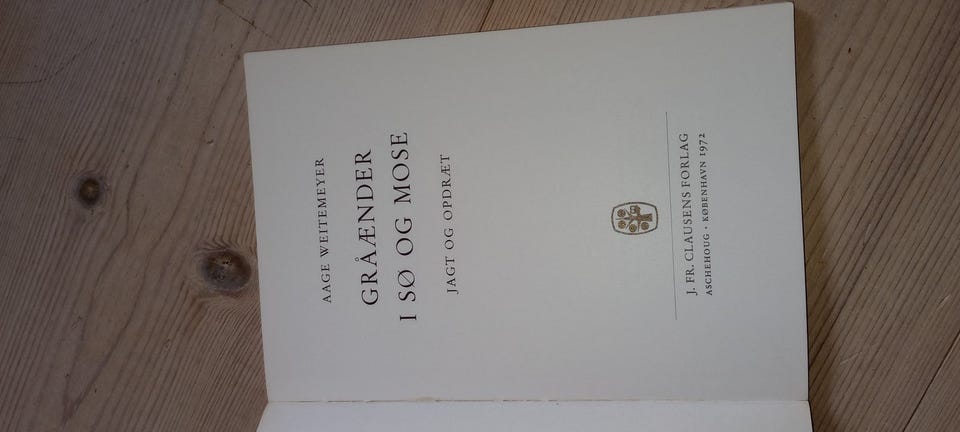 AAGE WEITEMEYER
GRÅÆNDER
I SØ OG MOSE
JAGT OG OPDRÆT
J. FR. CLAUSENS FORLAG
ASCHEHOUG · KØBENHAVN 1972